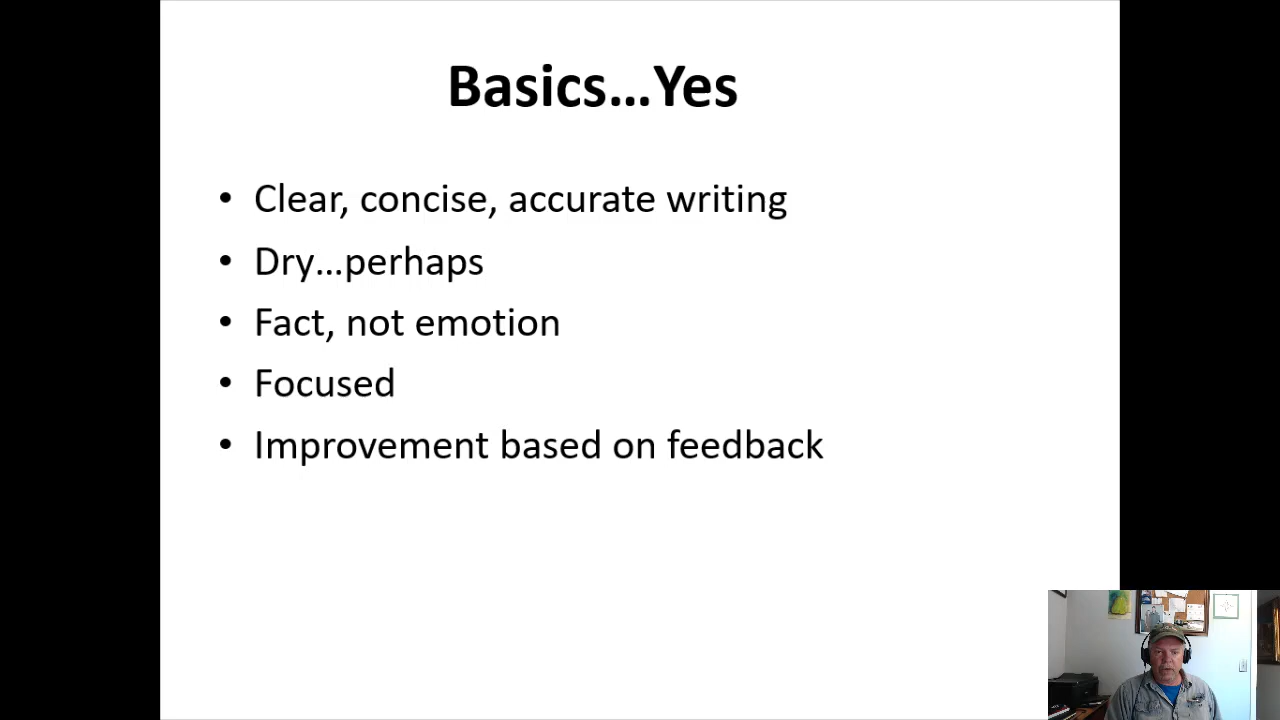 Basics…Yes
• Clear, concise, accurate writing
• Dry…perhaps
• Fact, not emotion
• Focused
• Improvement based on feedback